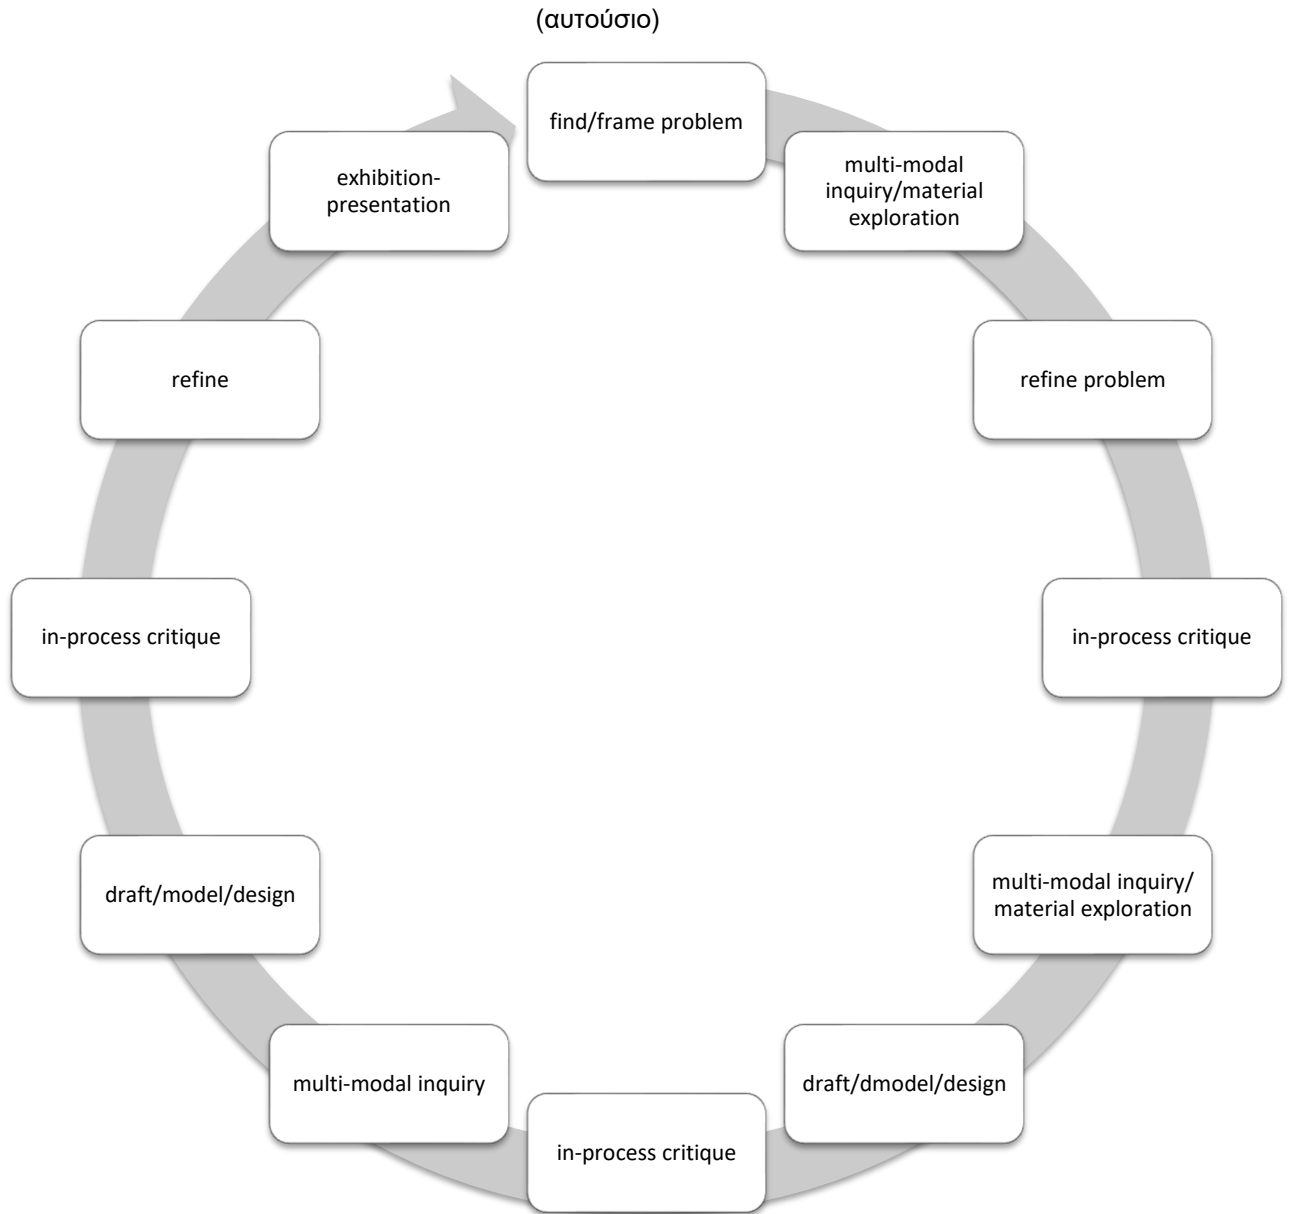 (αυτούσιο)
find/frame problem
multi-modal
inquiry/material
exploration
refine problem
in-process critique
multi-modal inquiry/
material exploration
draft/dmodel/design
in-process critique
multi-modal inquiry
draft/model/design
in-process critique
refine
exhibition-
presentation